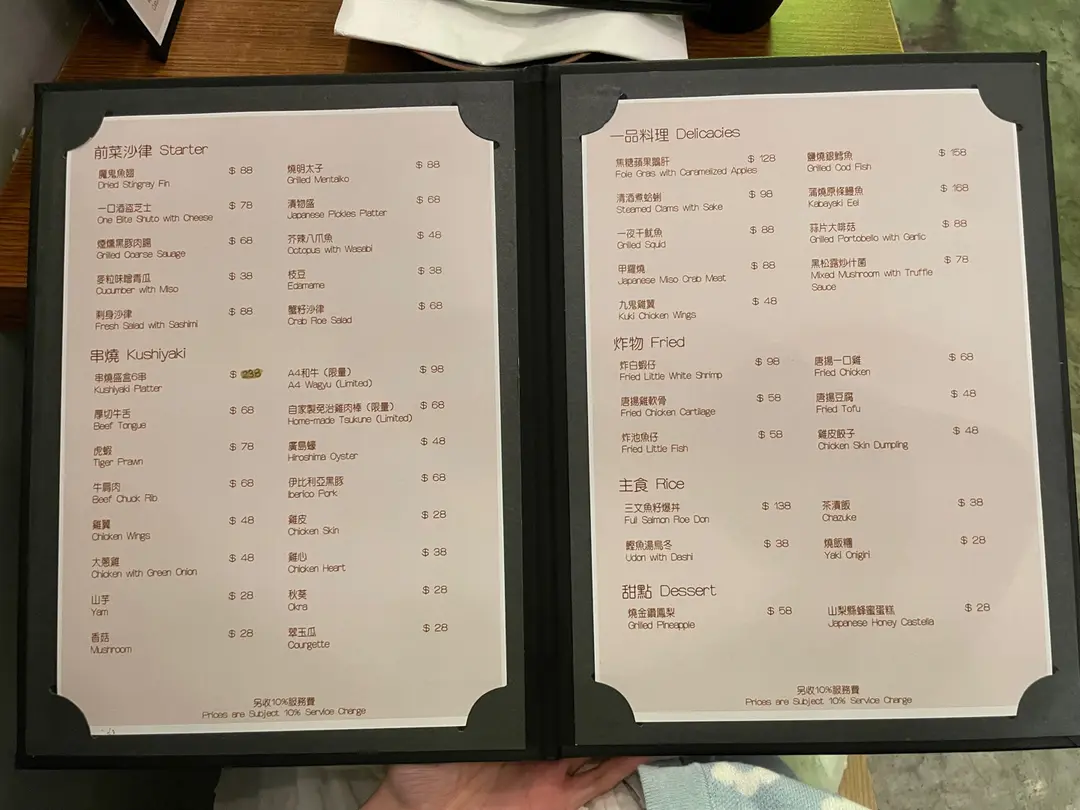 前菜沙律 Starter
魔鬼魚翅 $ 88
Dried Stingray Fin
一口酒盜芝士 $ 78
One Bite Shuto with Cheese
煙燻黑豚肉腸 $ 68
Grilled Coarse Sauage
麥粒味噌青瓜 $ 38
Cucumber with Miso
刺身沙律 $ 88
Fresh Salad with Sashimi
燒明太子 $ 88
Grilled Mentaiko
漬物盛 $ 68
Japanese Pickles Platter
芥辣八爪魚 $ 48
Octopus with Wasabi
枝豆 $ 38
Edamame
蟹籽沙律 $ 68
Crab Roe Salad
串燒 Kushiyaki
串燒盛盒6串 $ 238
Kushiyaki Platter
厚切牛舌 $ 68
Beef Tongue
虎蝦 $ 78
Tiger Prawn
牛肩肉 $ 68
Beef Chuck Rib
雞翼 $ 48
Chicken Wings
大蔥雞 $ 48
Chicken with Green Onion
山芋 $ 28
Yam
香菇 $ 28
Mushroom
A4和牛（限量） $ 98
A4 Wagyu (Limited)
自家製免治雞肉棒（限量） $ 68
Home-made Tsukune (Limited)
廣島蠔 $ 48
Hiroshima Oyster
伊比利亞黑豚 $ 68
Iberico Pork
雞皮 $ 28
Chicken Skin
雞心 $ 38
Chicken Heart
秋葵 $ 28
Okra
翠玉瓜 $ 28
Courgette
另收10%服務費
Prices are Subject 10% Service Charge
一品料理 Delicacies
焦糖蘋果鵝肝 $ 128
Foie Gras with Caramelized Apples
清酒煮蛤蜊 $ 98
Steamed Clams with Sake
一夜干魷魚 $ 88
Grilled Squid
甲羅燒 $ 88
Japanese Miso Crab Meat
九鬼雞翼 $ 48
Kuki Chicken Wings
鹽燒銀鱈魚 $ 158
Grilled Cod Fish
蒲燒原條鰻魚 $ 168
Kabayaki Eel
蒜片大啡菇 $ 88
Grilled Portobello with Garlic
黑松露炒什菌 $ 78
Mixed Mushroom with Truffle
Sauce
炸物 Fried
炸白蝦仔 $ 98
Fried Little White Shrimp
唐揚雞軟骨 $ 58
Fried Chicken Cartilage
炸池魚仔 $ 58
Fried Little Fish
唐揚一口雞 $ 68
Fried Chicken
唐揚豆腐 $ 48
Fried Tofu
雞皮餃子 $ 48
Chicken Skin Dumpling
主食 Rice
三文魚籽爆丼 $ 138
Full Salmon Roe Don
鰹魚湯烏冬 $ 38
Udon with Dashi
茶漬飯 $ 38
Chazuke
燒飯糰 $ 28
Yaki Onigiri
甜點 Dessert
燒金鑽鳳梨 $ 58
Grilled Pineapple
山梨縣蜂蜜蛋糕 $ 28
Japanese Honey Castella
另收10%服務費
Prices are Subject 10% Service Charge